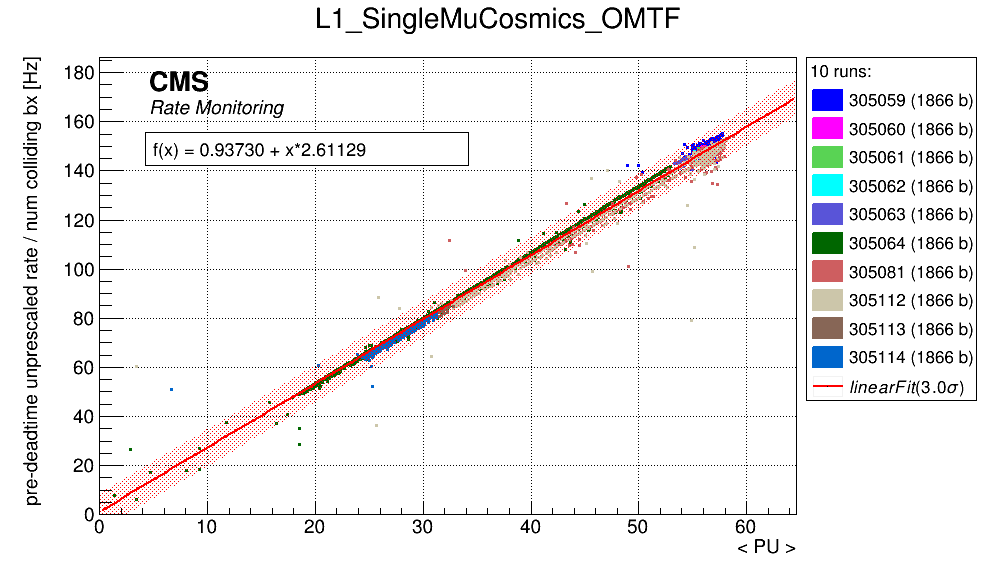 L1_SingleMuCosmics_OMTF
pre-deadtime unprescaled rate / num colliding bx [Hz]
180
160
140
120
100
80
60
40
20
0
CMS
Rate Monitoring
f(x) = 0.93730 + x*2.61129
0 10 20 30 40 50 60
< PU >
10 runs:
305059 (1866 b)
305060 (1866 b)
305061 (1866 b)
305062 (1866 b)
305063 (1866 b)
305064 (1866 b)
305081 (1866 b)
305112 (1866 b)
305113 (1866 b)
305114 (1866 b)
linearFit(3.0σ)